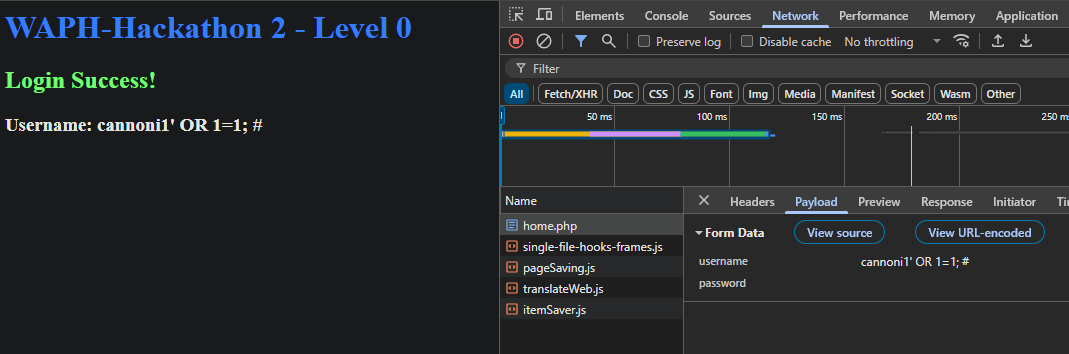 WAPH-Hackathon 2 - Level 0
Login Success!
Username: cannoni1' OR 1=1; #
Elements Console Sources Network Performance Memory Application
Preserve log Disable cache No throttling
Filter
All Fetch/XHR Doc CSS JS Font Img Media Manifest Socket Wasm Other
50 ms 100 ms 150 ms 200 ms 250 m
Name
home.php
single-file-hooks-frames.js
pageSaving.js
translateWeb.js
itemSaver.js
Headers Payload Preview Response Initiator Ti
Form Data View source View URL-encoded
username cannoni1' OR 1=1; #
password